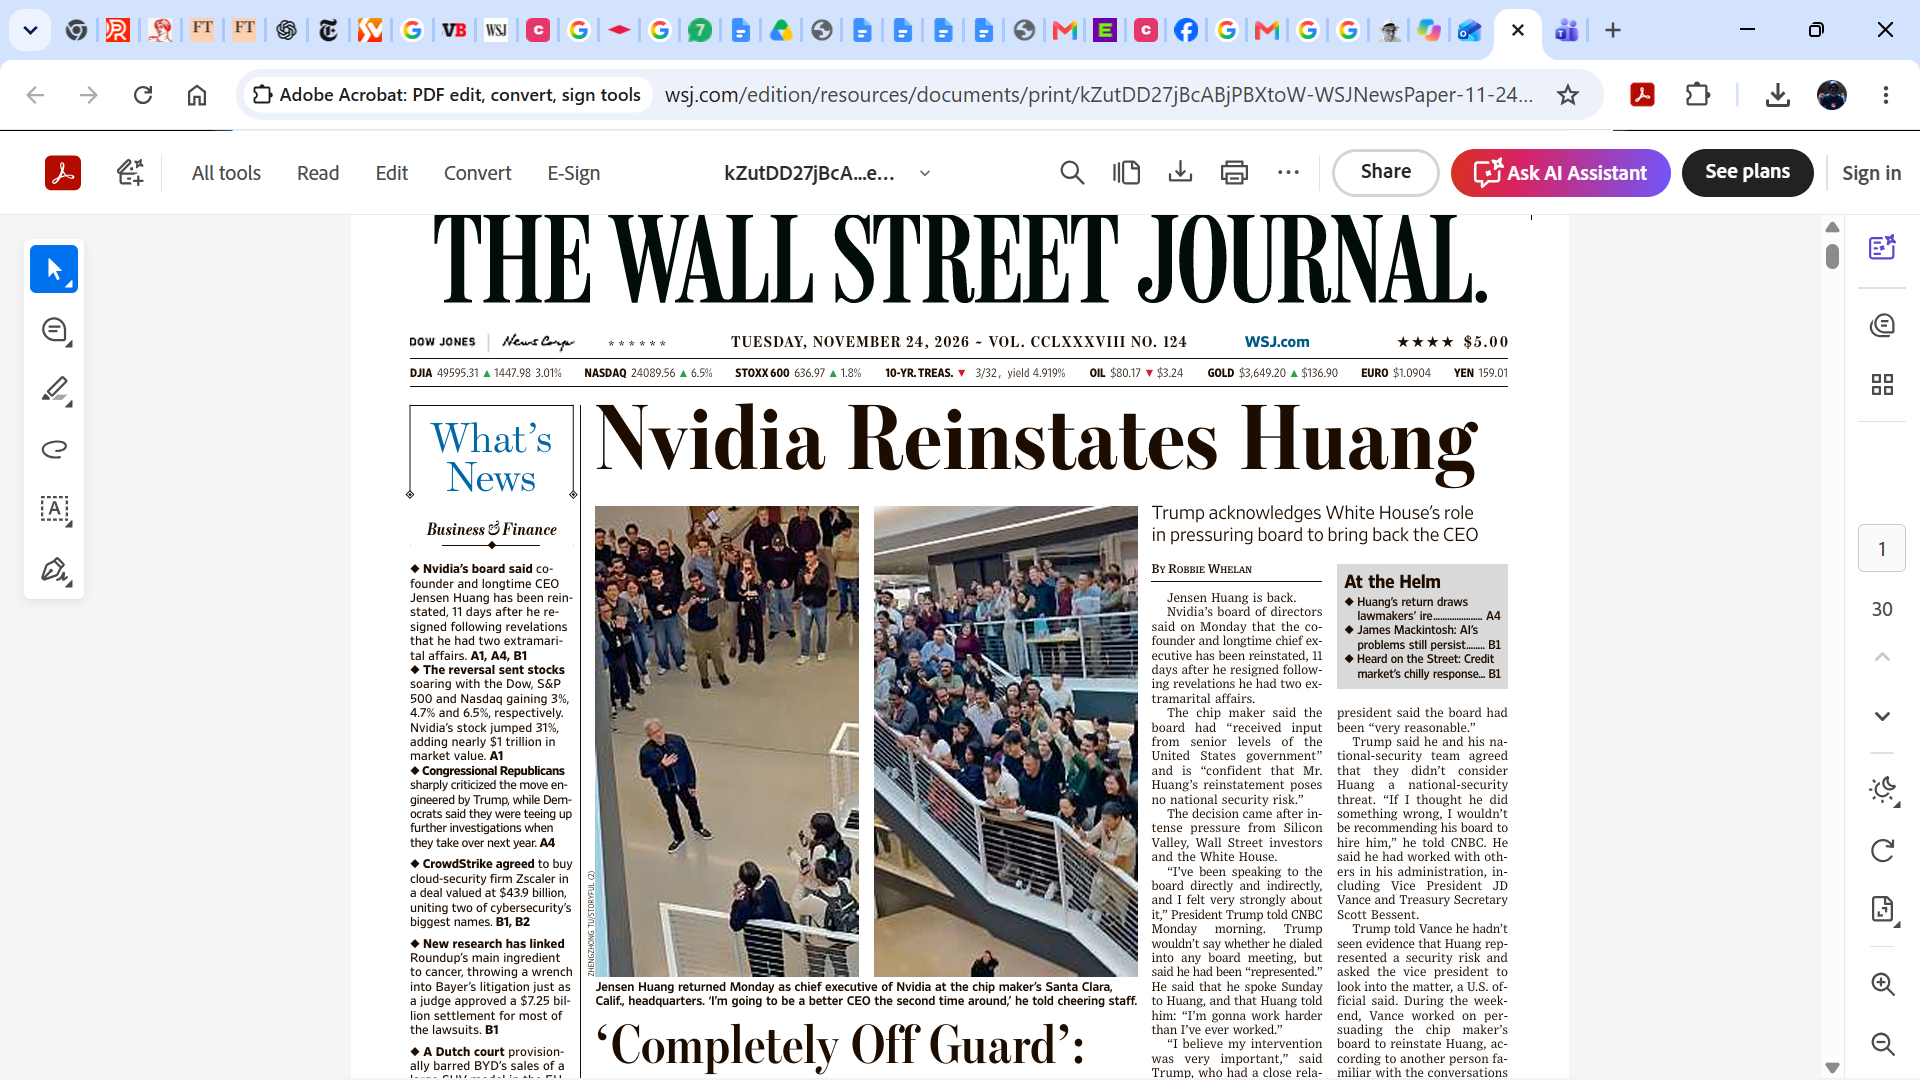 Adobe Acrobat: PDF edit, convert, sign tools
wsj.com/edition/resources/documents/print/kZutDD27jBcABjPBXtoW-WSJNewsPaper-11-24...
All tools
Read
Edit
Convert
E-Sign
kZutDD27jBcA...e...
Share
Ask AI Assistant
See plans
Sign in
THE WALL STREET JOURNAL.
DOW JONES | News Corp
* * * * * *
TUESDAY, NOVEMBER 24, 2026 ~ VOL. CCLXXXVIII NO. 124
WSJ.com
★★★★ $5.00
DJIA 49595.31 ▲ 1447.98 3.01% NASDAQ 24089.56 ▲ 6.5% STOXX 600 636.97 ▲ 1.8% 10-YR. TREAS. ▼ 3/32, yield 4.919% OIL $80.17 ▼ $3.24 GOLD $3,649.20 ▲ $136.90 EURO $1.0904 YEN 159.01
What's
News
Business & Finance
◆ Nvidia's board said co-
founder and longtime CEO
Jensen Huang has been rein-
stated, 11 days after he re-
signed following revelations
that he had two extramari-
tal affairs. A1, A4, B1
◆ The reversal sent stocks
soaring with the Dow, S&P
500 and Nasdaq gaining 3%,
4.7% and 6.5%, respectively.
Nvidia's stock jumped 31%,
adding nearly $1 trillion in
market value. A1
◆ Congressional Republicans
sharply criticized the move en-
gineered by Trump, while Dem-
ocrats said they were teeing up
further investigations when
they take over next year. A4
◆ CrowdStrike agreed to buy
cloud-security firm Zscaler in
a deal valued at $43.9 billion,
uniting two of cybersecurity's
biggest names. B1, B2
◆ New research has linked
Roundup's main ingredient
to cancer, throwing a wrench
into Bayer's litigation just as
a judge approved a $7.25 bil-
lion settlement for most of
the lawsuits. B1
◆ A Dutch court provision-
ally barred BYD's sales of a
Nvidia Reinstates Huang
ZHENGZHONG TU/STORYFUL (2)
Jensen Huang returned Monday as chief executive of Nvidia at the chip maker's Santa Clara,
Calif., headquarters. 'I'm going to be a better CEO the second time around,' he told cheering staff.
'Completely Off Guard':
Trump acknowledges White House's role
in pressuring board to bring back the CEO
BY ROBBIE WHELAN
Jensen Huang is back.
Nvidia's board of directors
said on Monday that the co-
founder and longtime chief ex-
ecutive has been reinstated, 11
days after he resigned follow-
ing revelations he had two ex-
tramarital affairs.
The chip maker said the
board had "received input
from senior levels of the
United States government"
and is "confident that Mr.
Huang's reinstatement poses
no national security risk."
The decision came after in-
tense pressure from Silicon
Valley, Wall Street investors
and the White House.
"I've been speaking to the
board directly and indirectly,
and I felt very strongly about
it," President Trump told CNBC
Monday morning. Trump
wouldn't say whether he dialed
into any board meeting, but
said he had been "represented."
He said that he spoke Sunday
to Huang, and that Huang told
him: "I'm gonna work harder
than I've ever worked."
"I believe my intervention
was very important," said
Trump, who had a close rela-
At the Helm
◆ Huang's return draws
lawmakers' ire..................... A4
◆ James Mackintosh: AI's
problems still persist........ B1
◆ Heard on the Street: Credit
market's chilly response... B1
president said the board had
been "very reasonable."
Trump said he and his na-
tional-security team agreed
that they didn't consider
Huang a national-security
threat. "If I thought he did
something wrong, I wouldn't
be recommending his board to
hire him," he told CNBC. He
said he had worked with oth-
ers in his administration, in-
cluding Vice President JD
Vance and Treasury Secretary
Scott Bessent.
Trump told Vance he hadn't
seen evidence that Huang rep-
resented a security risk and
asked the vice president to
look into the matter, a U.S. of-
ficial said. During the week-
end, Vance worked on per-
suading the chip maker's
board to reinstate Huang, ac-
cording to another person fa-
miliar with the conversations
1
30